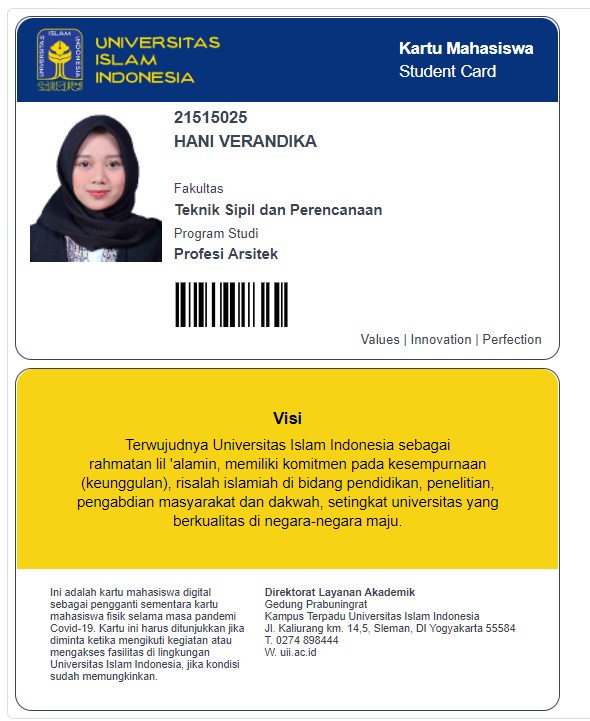 UNIVERSITAS
ISLAM
INDONESIA
Kartu Mahasiswa
Student Card
21515025
HANI VERANDIKA
Fakultas
Teknik Sipil dan Perencanaan
Program Studi
Profesi Arsitek
Values | Innovation | Perfection
Visi
Terwujudnya Universitas Islam Indonesia sebagai
rahmatan lil 'alamin, memiliki komitmen pada kesempurnaan
(keunggulan), risalah islamiah di bidang pendidikan, penelitian,
pengabdian masyarakat dan dakwah, setingkat universitas yang
berkualitas di negara-negara maju.
Ini adalah kartu mahasiswa digital
sebagai pengganti sementara kartu
mahasiswa fisik selama masa pandemi
Covid-19. Kartu ini harus ditunjukkan jika
diminta ketika mengikuti kegiatan atau
mengakses fasilitas di lingkungan
Universitas Islam Indonesia, jika kondisi
sudah memungkinkan.
Direktorat Layanan Akademik
Gedung Prabuningrat
Kampus Terpadu Universitas Islam Indonesia
Jl. Kaliurang km. 14,5, Sleman, DI Yogyakarta 55584
T. 0274 898444
W. uii.ac.id